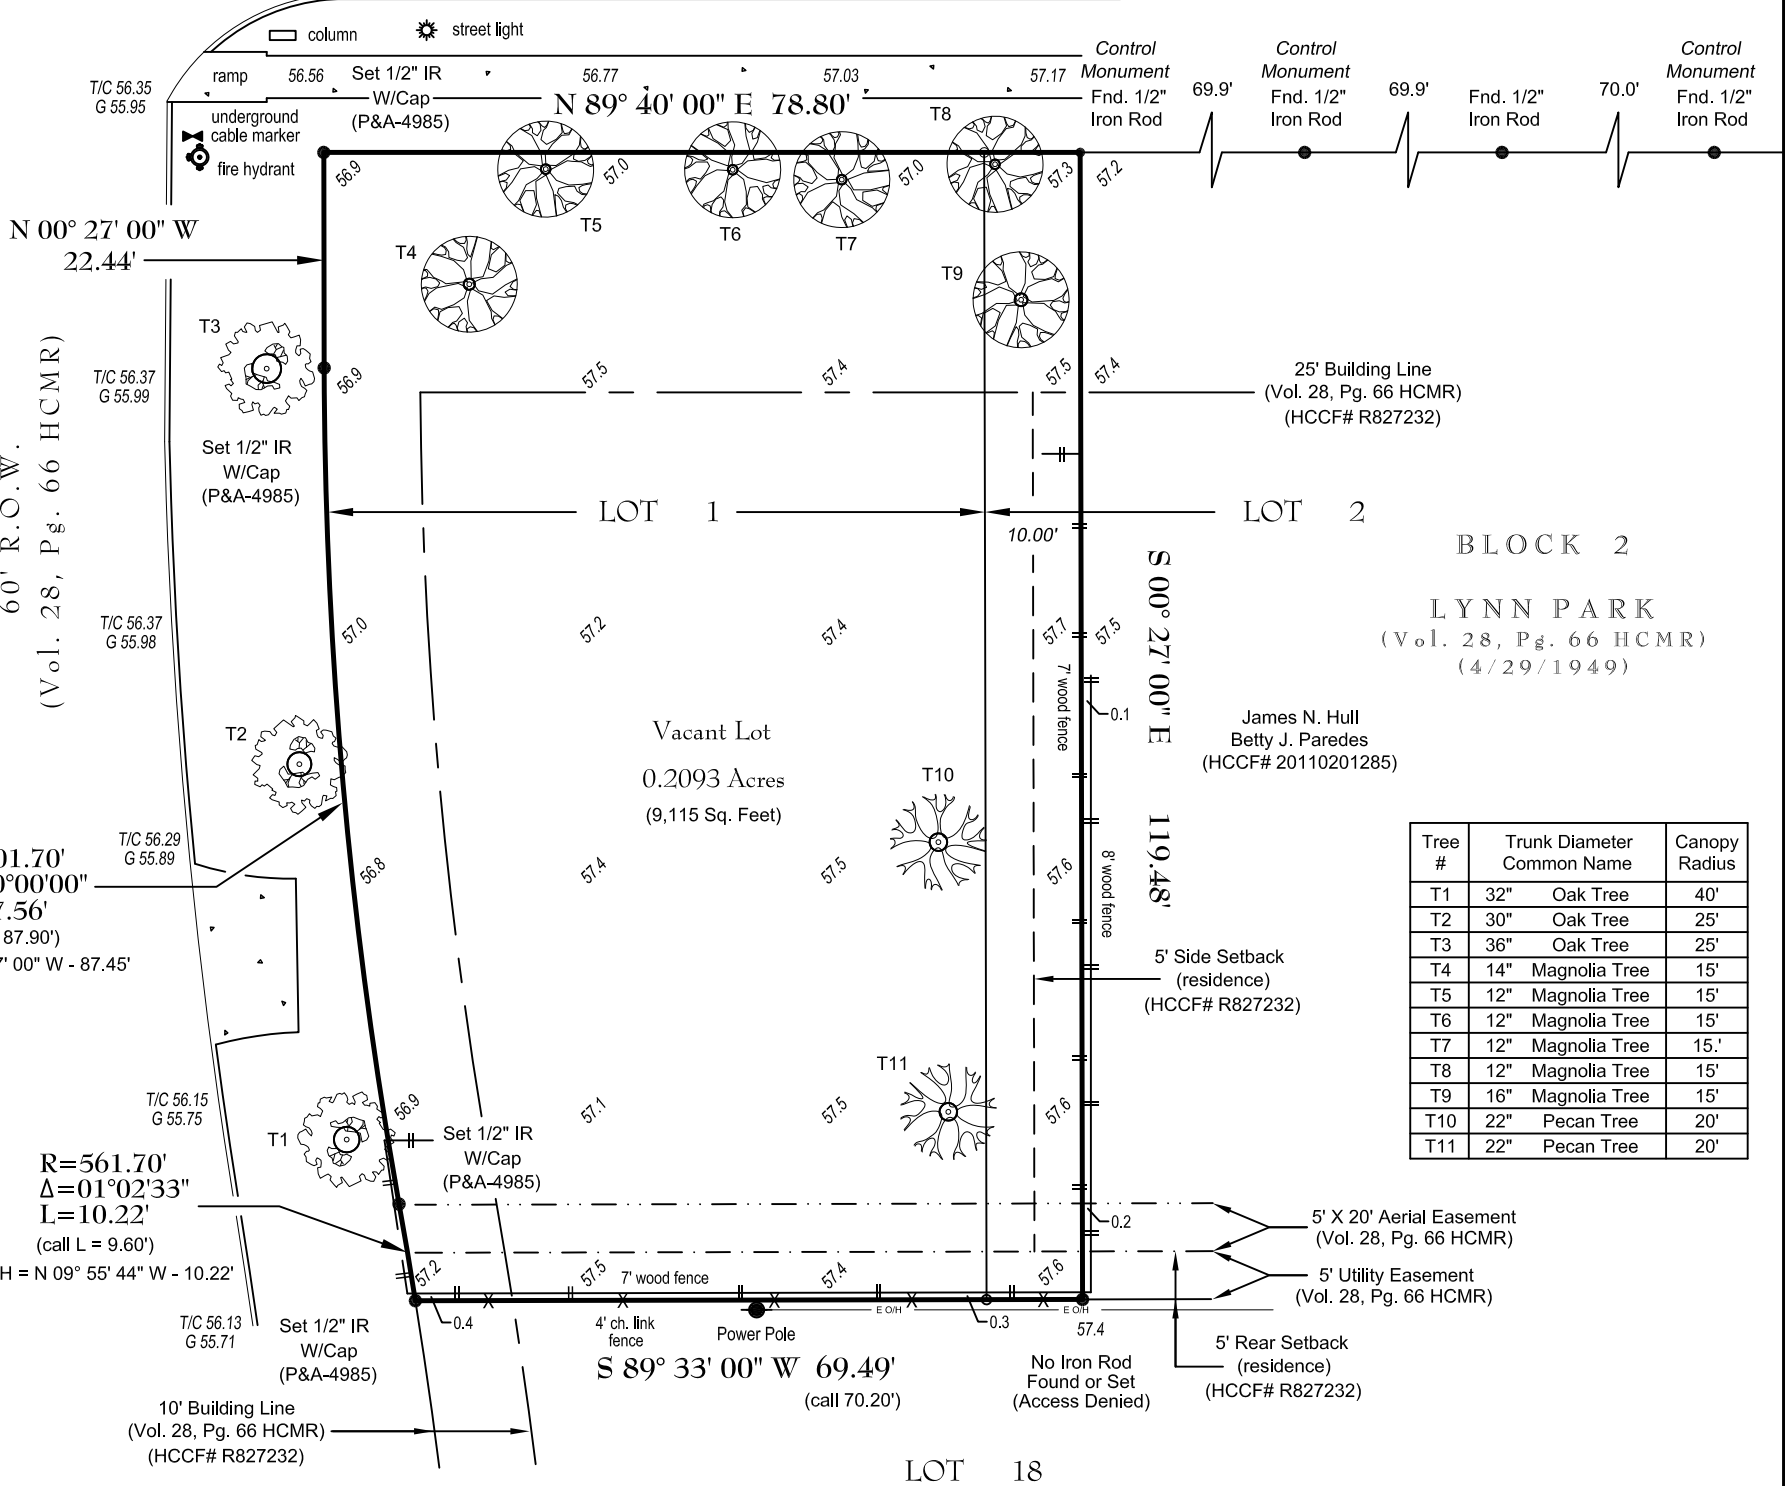 column
street light
ramp
56.56
Set 1/2" IR
W/Cap
(P&A-4985)
56.77
57.03
57.17
T/C 56.35
G 55.95
N 89° 40' 00" E 78.80'
Control
Monument
Fnd. 1/2"
Iron Rod
69.9'
Control
Monument
Fnd. 1/2"
Iron Rod
69.9'
Fnd. 1/2"
Iron Rod
70.0'
Control
Monument
Fnd. 1/2"
Iron Rod
underground
cable marker
fire hydrant
56.9
57.0
57.0
57.3
57.2
T8
T5
T6
T7
N 00° 27' 00" W
22.44'
T4
T9
T3
60' R.O.W.
(Vol. 28, Pg. 66 HCMR)
T/C 56.37
G 55.99
56.9
57.5
57.4
57.5
57.4
25' Building Line
(Vol. 28, Pg. 66 HCMR)
(HCCF# R827232)
Set 1/2" IR
W/Cap
(P&A-4985)
LOT 1
LOT 2
10.00'
BLOCK 2
LYNN PARK
(Vol. 28, Pg. 66 HCMR)
(4/29/1949)
T/C 56.37
G 55.98
57.0
57.2
57.4
57.7
57.5
S 00° 27' 00" E 119.48'
7' wood fence
0.1
James N. Hull
Betty J. Paredes
(HCCF# 20110201285)
T2
Vacant Lot
0.2093 Acres
(9,115 Sq. Feet)
T10
T/C 56.29
G 55.89
01.70'
0°00'00"
7.56'
87.90')
7' 00" W - 87.45'
56.8
57.4
57.5
57.6
8' wood fence
5' Side Setback
(residence)
(HCCF# R827232)
Tree # Trunk Diameter Common Name Canopy Radius
T1 32" Oak Tree 40'
T2 30" Oak Tree 25'
T3 36" Oak Tree 25'
T4 14" Magnolia Tree 15'
T5 12" Magnolia Tree 15'
T6 12" Magnolia Tree 15'
T7 12" Magnolia Tree 15.'
T8 12" Magnolia Tree 15'
T9 16" Magnolia Tree 15'
T10 22" Pecan Tree 20'
T11 22" Pecan Tree 20'
T11
T/C 56.15
G 55.75
T1
56.9
57.1
57.5
57.6
Set 1/2" IR
W/Cap
(P&A-4985)
R=561.70'
Δ=01°02'33"
L=10.22'
(call L = 9.60')
H = N 09° 55' 44" W - 10.22'
0.2
5' X 20' Aerial Easement
(Vol. 28, Pg. 66 HCMR)
57.2
57.5
7' wood fence
57.4
57.6
5' Utility Easement
(Vol. 28, Pg. 66 HCMR)
E O/H
E O/H
T/C 56.13
G 55.71
Set 1/2" IR
W/Cap
(P&A-4985)
0.4
4' ch. link
fence
Power Pole
0.3
57.4
S 89° 33' 00" W 69.49'
(call 70.20')
No Iron Rod
Found or Set
(Access Denied)
5' Rear Setback
(residence)
(HCCF# R827232)
10' Building Line
(Vol. 28, Pg. 66 HCMR)
(HCCF# R827232)
LOT 18